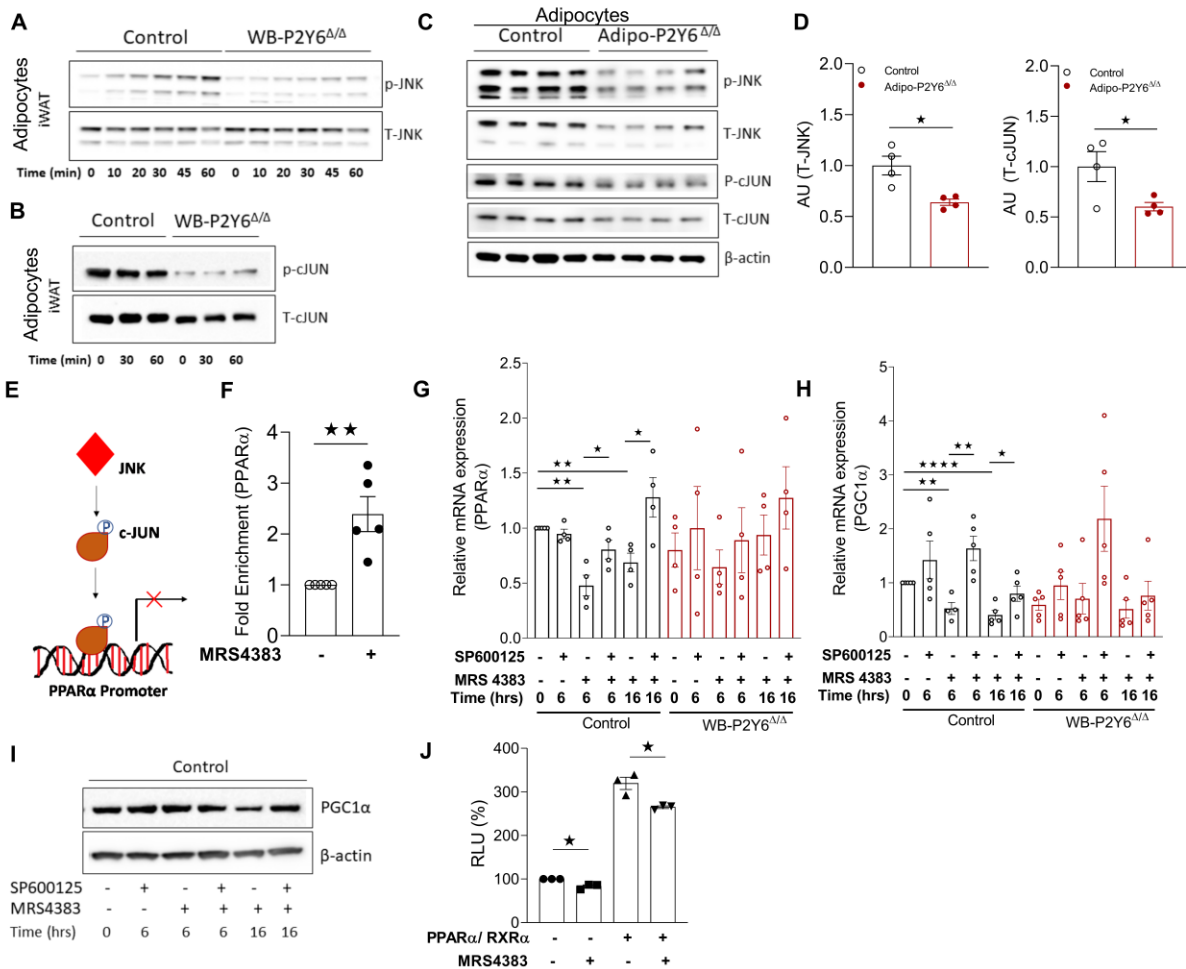 A
Control WB-P2Y6Δ/Δ
Adipocytes
iWAT
p-JNK
T-JNK
Time (min) 0 10 20 30 45 60 0 10 20 30 45 60
B
Control WB-P2Y6Δ/Δ
Adipocytes
iWAT
p-cJUN
T-cJUN
Time (min) 0 30 60 0 30 60
C
Adipocytes
Control Adipo-P2Y6Δ/Δ
p-JNK
T-JNK
P-cJUN
T-cJUN
β-actin
D
Control
Adipo-P2Y6Δ/Δ
AU (T-JNK)
2.0
1.5
1.0
0.5
0.0
★
Control
Adipo-P2Y6Δ/Δ
AU (T-cJUN)
2.0
1.5
1.0
0.5
0.0
★
E
JNK
P
c-JUN
P
PPARα Promoter
F
Fold Enrichment (PPARα)
4
3
2
1
0
★★
MRS4383 - +
G
Relative mRNA expression
(PPARα)
2.5
2.0
1.5
1.0
0.5
0.0
★
★ ★★
★★
SP600125 - + - + - + - + - + - +
MRS 4383 - - + + + + - - + + + +
Time (hrs) 0 6 6 6 16 16 0 6 6 6 16 16
Control WB-P2Y6Δ/Δ
H
Relative mRNA expression
(PGC1α)
5
4
3
2
1
0
★★
★★★★ ★
★★
SP600125 - + - + - + - + - + - +
MRS 4383 - - + + + + - - + + + +
Time (hrs) 0 6 6 6 16 16 0 6 6 6 16 16
Control WB-P2Y6Δ/Δ
I
Control
PGC1α
β-actin
SP600125 - + - + - +
MRS4383 - - + + + +
Time (hrs) 0 6 6 6 16 16
J
RLU (%)
400
300
200
100
★
★
PPARα/ RXRα - - + +
MRS4383 - + - +